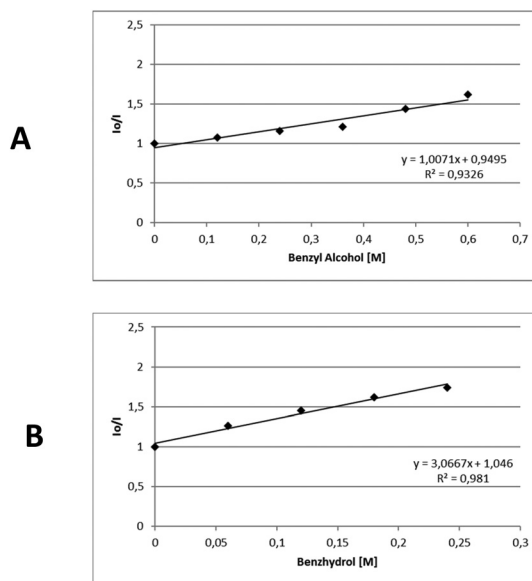 A
2,5
2
1,5
1
0,5
0
Io/I
y = 1,0071x + 0,9495
R² = 0,9326
0 0,1 0,2 0,3 0,4 0,5 0,6 0,7
Benzyl Alcohol [M]
B
2,5
2
1,5
1
0,5
0
Io/I
y = 3,0667x + 1,046
R² = 0,981
0 0,05 0,1 0,15 0,2 0,25 0,3
Benzhydrol [M]